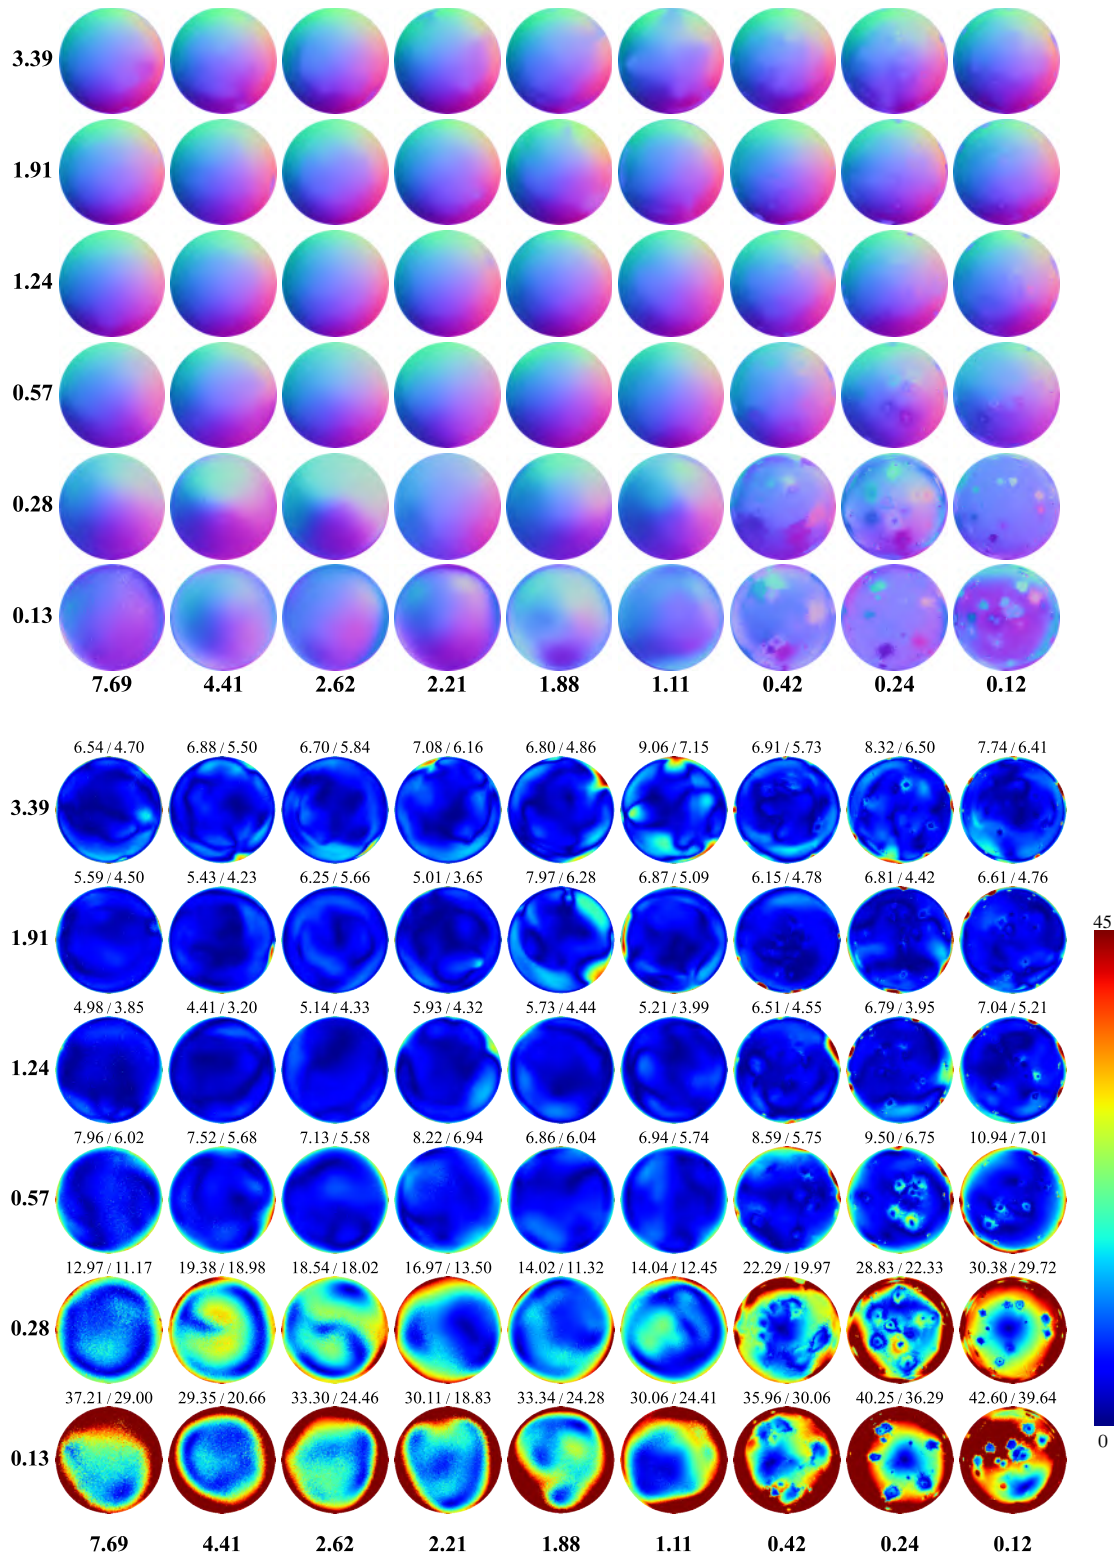 3.39
1.91
1.24
0.57
0.28
0.13
7.69 4.41 2.62 2.21 1.88 1.11 0.42 0.24 0.12
6.54 / 4.70 6.88 / 5.50 6.70 / 5.84 7.08 / 6.16 6.80 / 4.86 9.06 / 7.15 6.91 / 5.73 8.32 / 6.50 7.74 / 6.41
3.39
5.59 / 4.50 5.43 / 4.23 6.25 / 5.66 5.01 / 3.65 7.97 / 6.28 6.87 / 5.09 6.15 / 4.78 6.81 / 4.42 6.61 / 4.76
45
1.91
4.98 / 3.85 4.41 / 3.20 5.14 / 4.33 5.93 / 4.32 5.73 / 4.44 5.21 / 3.99 6.51 / 4.55 6.79 / 3.95 7.04 / 5.21
1.24
7.96 / 6.02 7.52 / 5.68 7.13 / 5.58 8.22 / 6.94 6.86 / 6.04 6.94 / 5.74 8.59 / 5.75 9.50 / 6.75 10.94 / 7.01
0.57
12.97 / 11.17 19.38 / 18.98 18.54 / 18.02 16.97 / 13.50 14.02 / 11.32 14.04 / 12.45 22.29 / 19.97 28.83 / 22.33 30.38 / 29.72
0.28
37.21 / 29.00 29.35 / 20.66 33.30 / 24.46 30.11 / 18.83 33.34 / 24.28 30.06 / 24.41 35.96 / 30.06 40.25 / 36.29 42.60 / 39.64
0
0.13
7.69 4.41 2.62 2.21 1.88 1.11 0.42 0.24 0.12